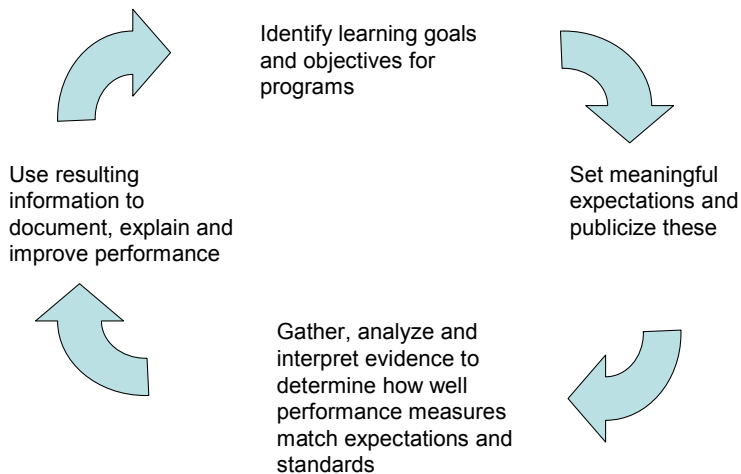 Identify learning goals
and objectives for
programs
Set meaningful
expectations and
publicize these
Gather, analyze and
interpret evidence to
determine how well
performance measures
match expectations and
standards
Use resulting
information to
document, explain and
improve performance